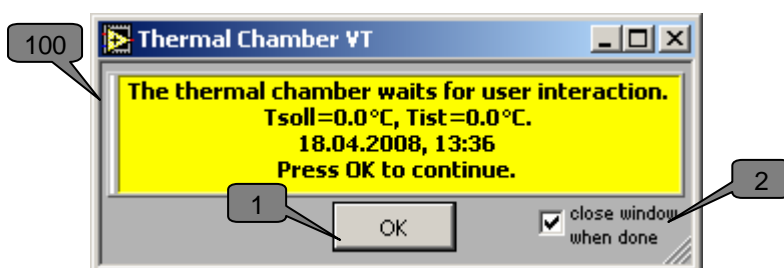 100
Thermal Chamber VT
The thermal chamber waits for user interaction.
Tsoll=0.0°C, Tist=0.0°C.
18.04.2008, 13:36
Press OK to continue.
1
OK
close window
when done
2